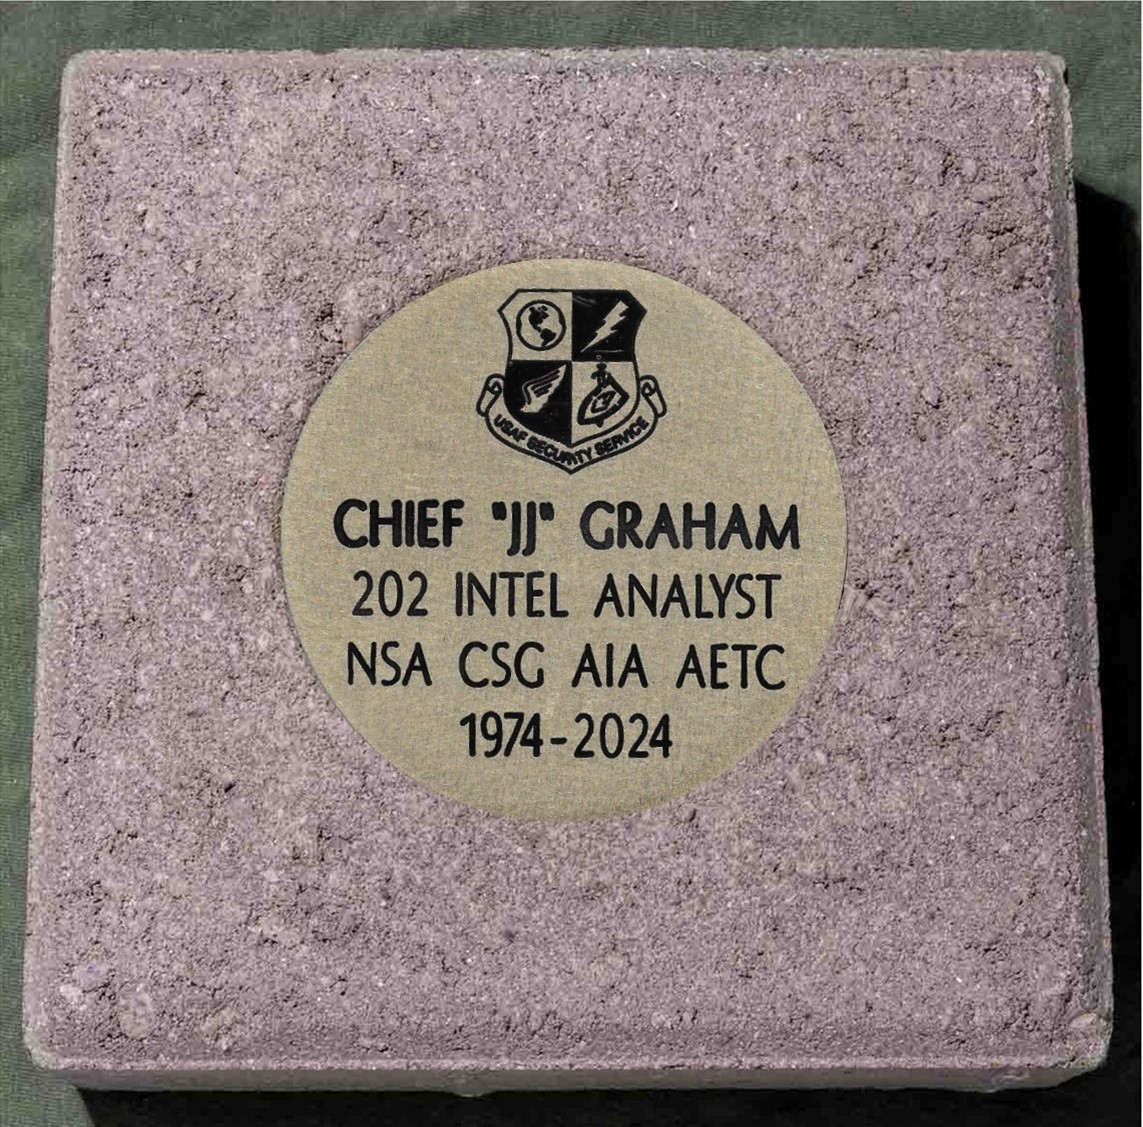 USAF SECURITY SERVICE
CHIEF "JJ" GRAHAM
202 INTEL ANALYST
NSA CSG AIA AETC
1974-2024